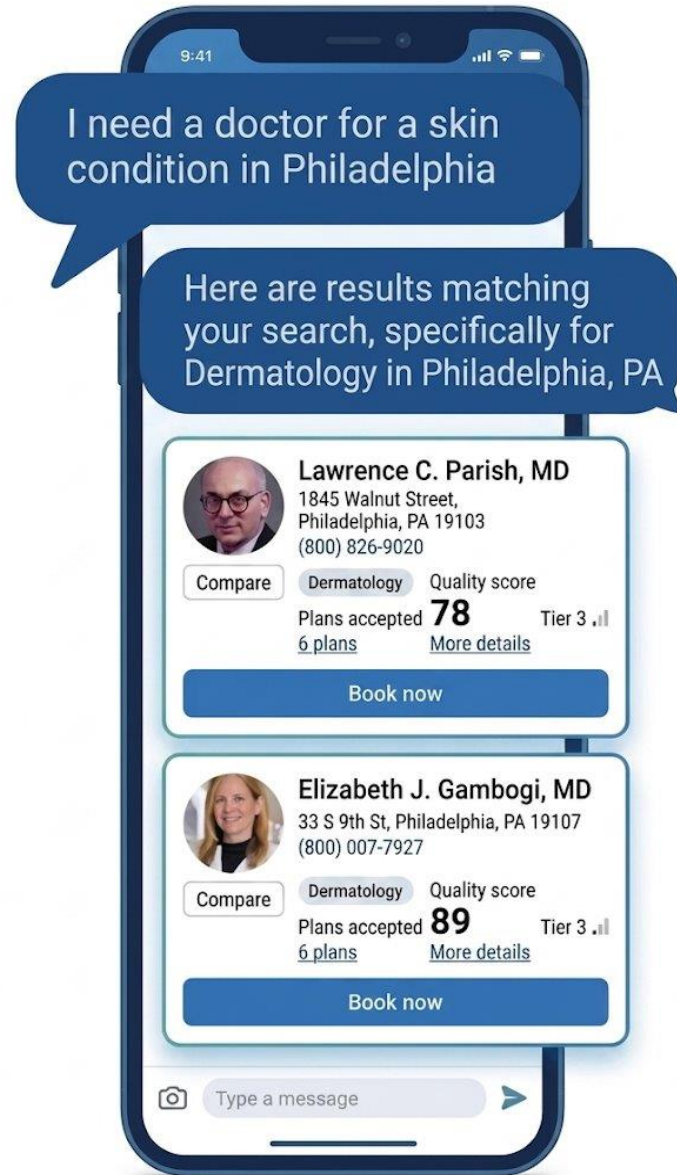 9:41
I need a doctor for a skin
condition in Philadelphia
Here are results matching
your search, specifically for
Dermatology in Philadelphia, PA
Lawrence C. Parish, MD
1845 Walnut Street,
Philadelphia, PA 19103
(800) 826-9020
Compare
Dermatology
Quality score
Plans accepted
78
Tier 3
6 plans
More details
Book now
Elizabeth J. Gambogi, MD
33 S 9th St, Philadelphia, PA 19107
(800) 007-7927
Compare
Dermatology
Quality score
Plans accepted
89
Tier 3
6 plans
More details
Book now
Type a message